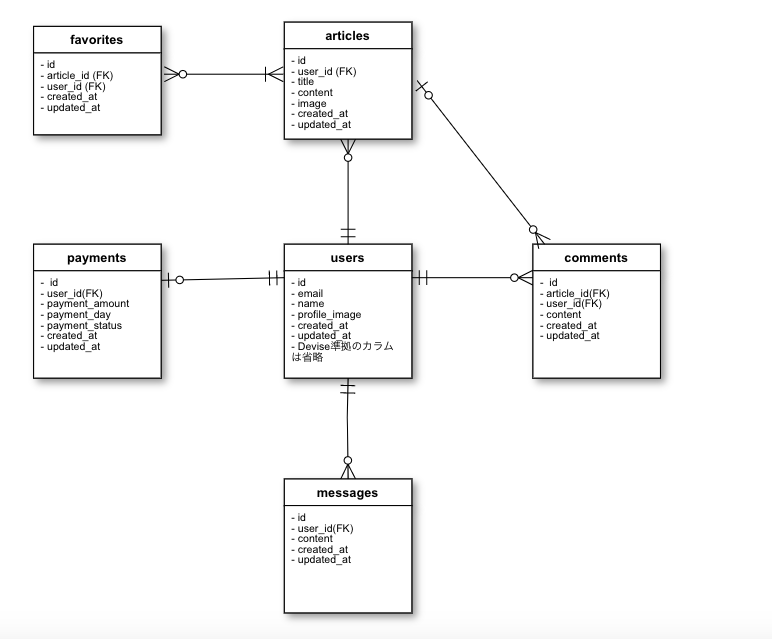 favorites
- id
- article_id (FK)
- user_id (FK)
- created_at
- updated_at
articles
- id
- user_id (FK)
- title
- content
- image
- created_at
- updated_at
payments
- id
- user_id(FK)
- payment_amount
- payment_day
- payment_status
- created_at
- updated_at
users
- id
- email
- name
- profile_image
- created_at
- updated_at
- Devise準拠のカラム
は省略
comments
- id
- article_id(FK)
- user_id(FK)
- content
- created_at
- updated_at
messages
- id
- user_id(FK)
- content
- created_at
- updated_at